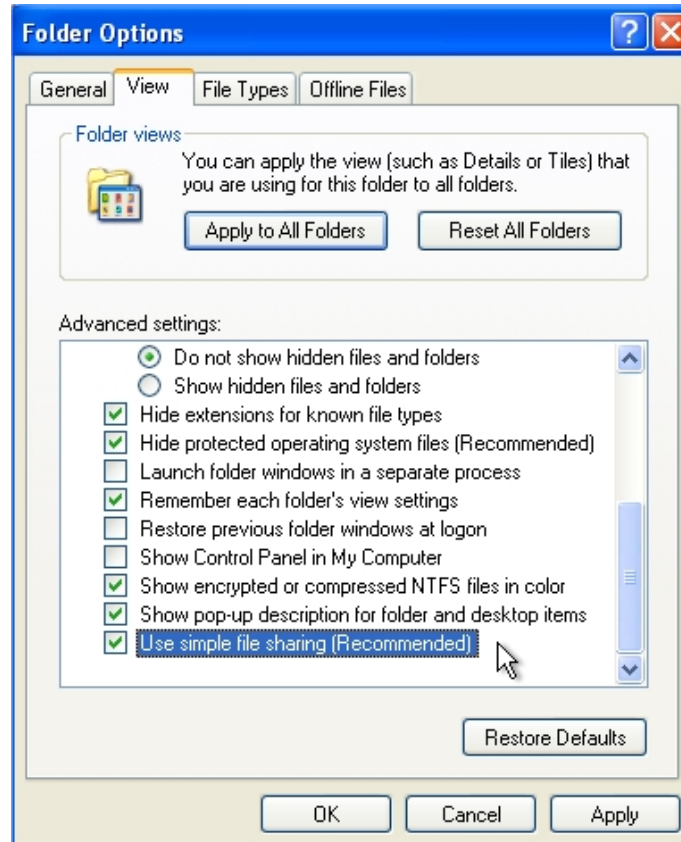 Folder Options
General View File Types Offline Files
Folder views
You can apply the view (such as Details or Tiles) that
you are using for this folder to all folders.
Apply to All Folders Reset All Folders
Advanced settings:
Do not show hidden files and folders
Show hidden files and folders
Hide extensions for known file types
Hide protected operating system files (Recommended)
Launch folder windows in a separate process
Remember each folder's view settings
Restore previous folder windows at logon
Show Control Panel in My Computer
Show encrypted or compressed NTFS files in color
Show pop-up description for folder and desktop items
Use simple file sharing (Recommended)
Restore Defaults
OK Cancel Apply